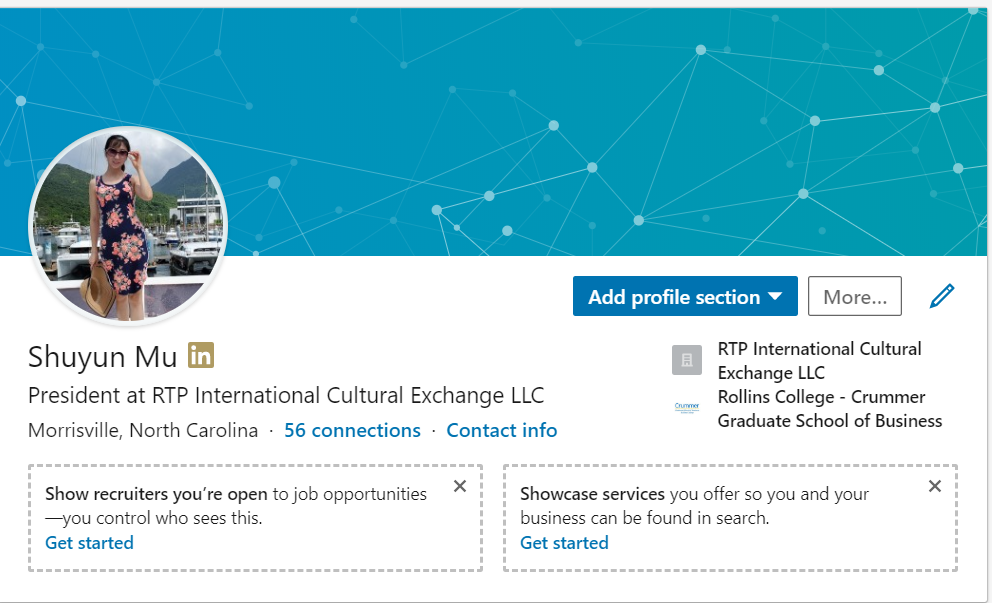 Add profile section
More...
Shuyun Mu in
President at RTP International Cultural Exchange LLC
Morrisville, North Carolina · 56 connections · Contact info
RTP International Cultural
Exchange LLC
Crummer
Rollins College - Crummer
Graduate School of Business
Show recruiters you’re open to job opportunities
—you control who sees this.
Get started
Showcase services you offer so you and your
business can be found in search.
Get started